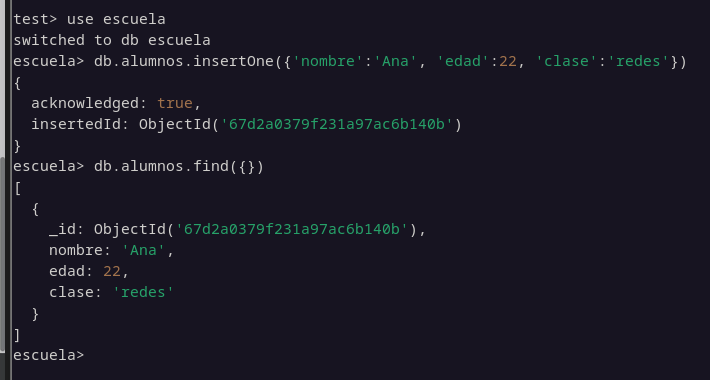 test> use escuela
switched to db escuela
escuela> db.alumnos.insertOne({'nombre':'Ana', 'edad':22, 'clase':'redes'})
{
  acknowledged: true,
  insertedId: ObjectId('67d2a0379f231a97ac6b140b')
}
escuela> db.alumnos.find({})
[
  {
    _id: ObjectId('67d2a0379f231a97ac6b140b'),
    nombre: 'Ana',
    edad: 22,
    clase: 'redes'
  }
]
escuela>